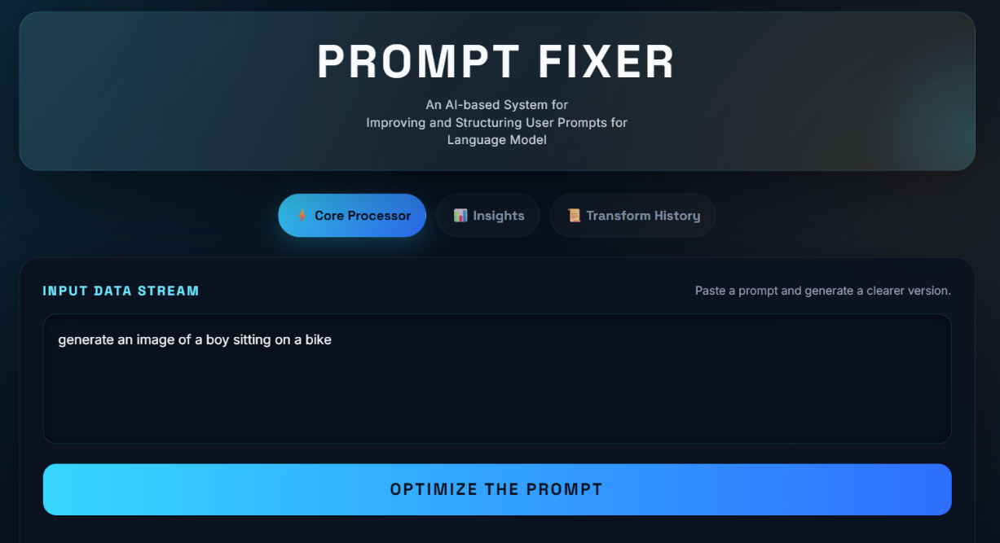 PROMPT FIXER
An AI-based System for
Improving and Structuring User Prompts for
Language Model
Core Processor
Insights
Transform History
INPUT DATA STREAM
Paste a prompt and generate a clearer version.
generate an image of a boy sitting on a bike
OPTIMIZE THE PROMPT